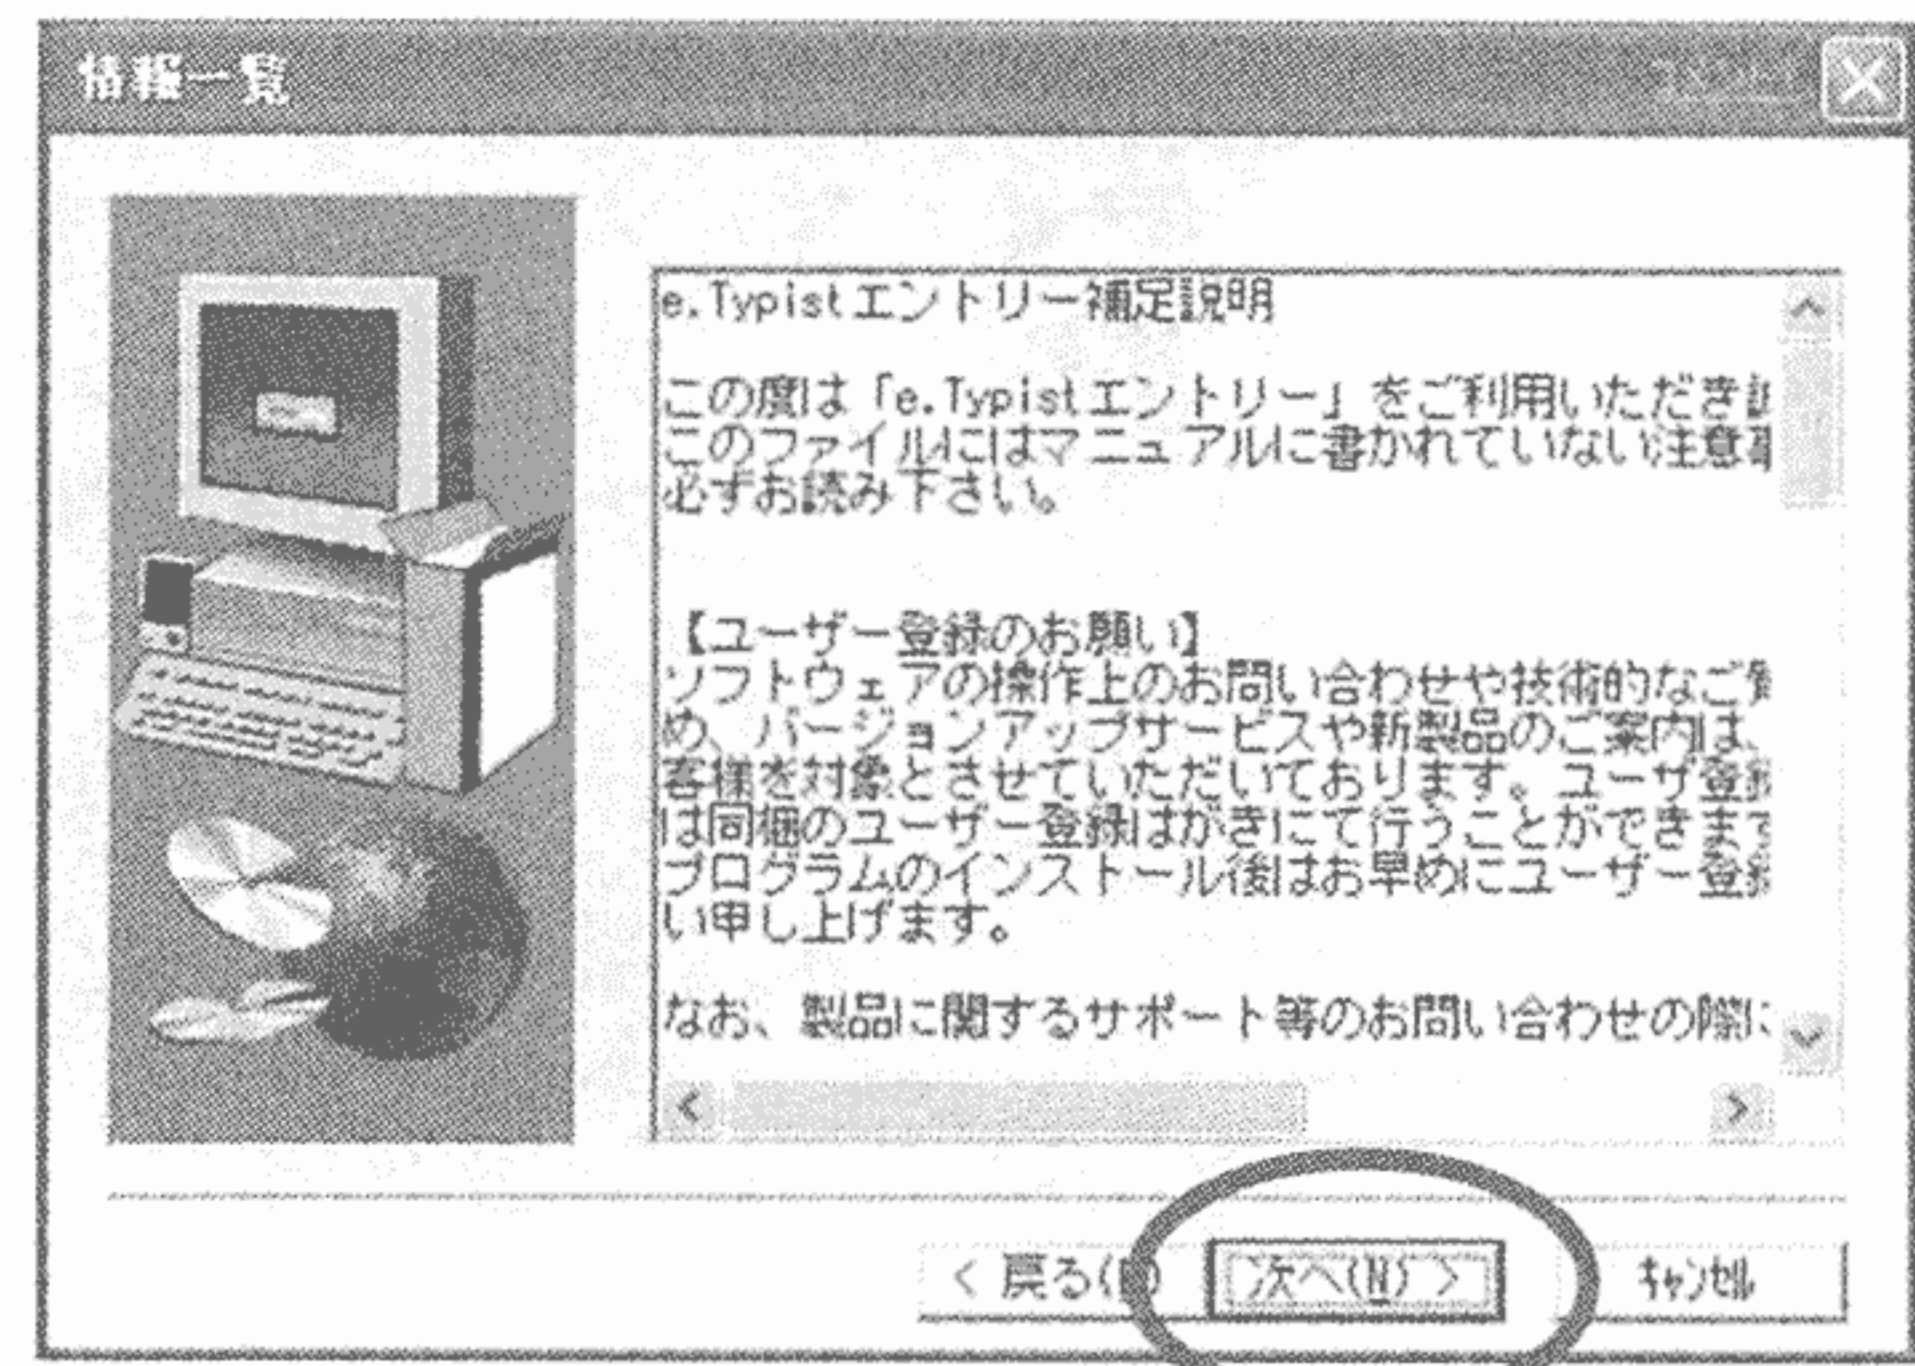 情報一覧
e.Typistエントリー補足説明
この度は「e.Typistエントリー」をご利用いただき
このファイルにはマニュアルに書かれていない注意事
必ずお読み下さい。
【ユーザー登録のお願い】
ソフトウェアの操作上のお問い合わせや技術的なご質
め、バージョンアップサービスや新製品のご案内は、
客様を対象とさせていただいております。ユーザ登録
は同梱のユーザー登録はがきにて行うことができます
プログラムのインストール後はお早めにユーザー登録
い申し上げます。
なお、製品に関するサポート等のお問い合わせの際に
< 戻る( )
次へ(N) >
キャンセル